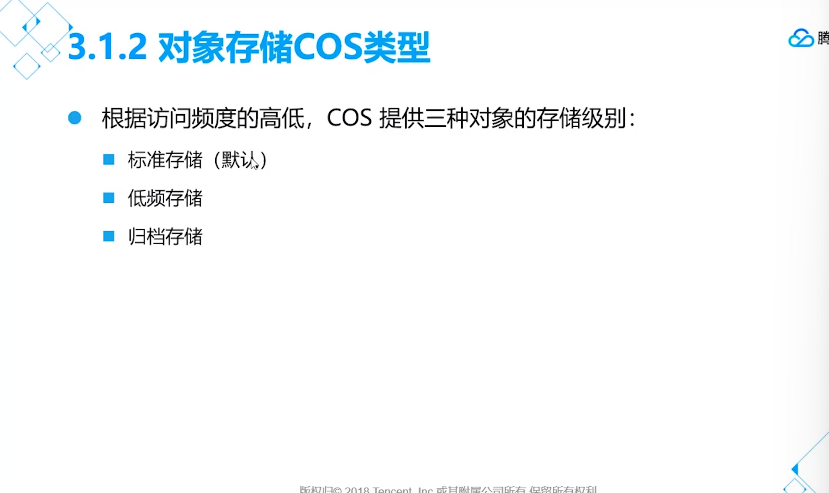 3.1.2 对象存储COS类型
腾
根据访问频度的高低，COS 提供三种对象的存储级别：
标准存储（默认）
低频存储
归档存储
版权归© 2018 Tencent, Inc 或其附属公司所有 保留所有权利